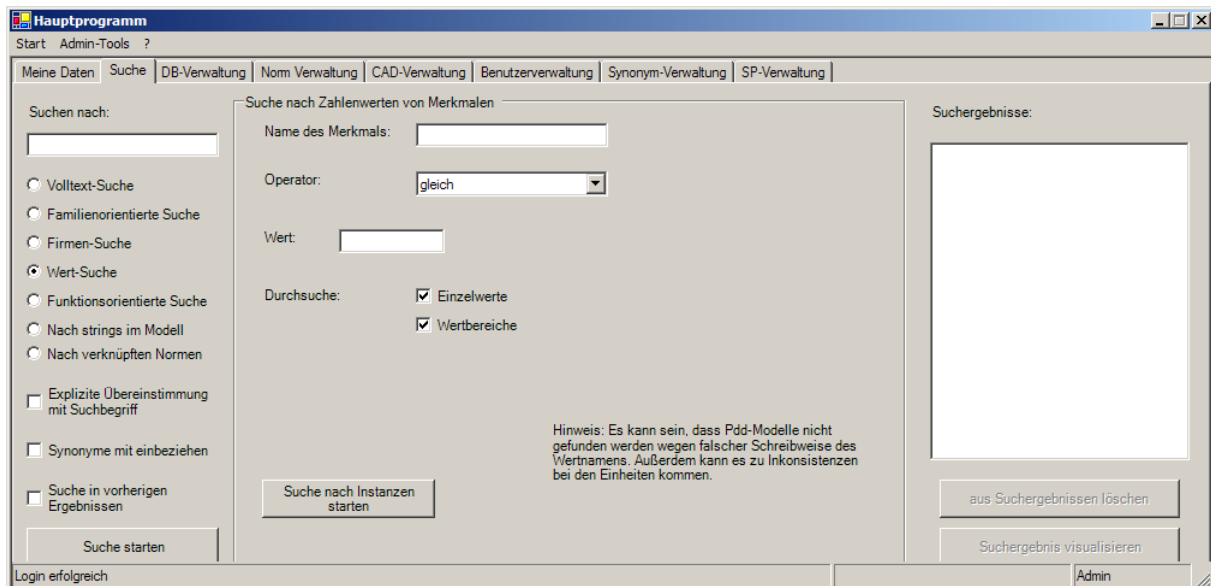 Hauptprogramm
Start Admin-Tools ?
Meine Daten Suche DB-Verwaltung Norm Verwaltung CAD-Verwaltung Benutzerverwaltung Synonym-Verwaltung SP-Verwaltung
Suchen nach:
Volltext-Suche
Familienorientierte Suche
Firmen-Suche
Wert-Suche
Funktionsorientierte Suche
Nach strings im Modell
Nach verknüpften Normen
Explizite Übereinstimmung
mit Suchbegriff
Synonyme mit einbeziehen
Suche in vorherigen
Ergebnissen
Suche starten
Suche nach Zahlenwerten von Merkmalen
Name des Merkmals:
Operator:
gleich
Wert:
Durchsuche:
Einzelwerte
Wertbereiche
Hinweis: Es kann sein, dass Pdd-Modelle nicht
gefunden werden wegen falscher Schreibweise des
Wertnamens. Außerdem kann es zu Inkonsistenzen
bei den Einheiten kommen.
Suche nach Instanzen
starten
Suchergebnisse:
aus Suchergebnissen löschen
Suchergebnis visualisieren
Login erfolgreich
Admin